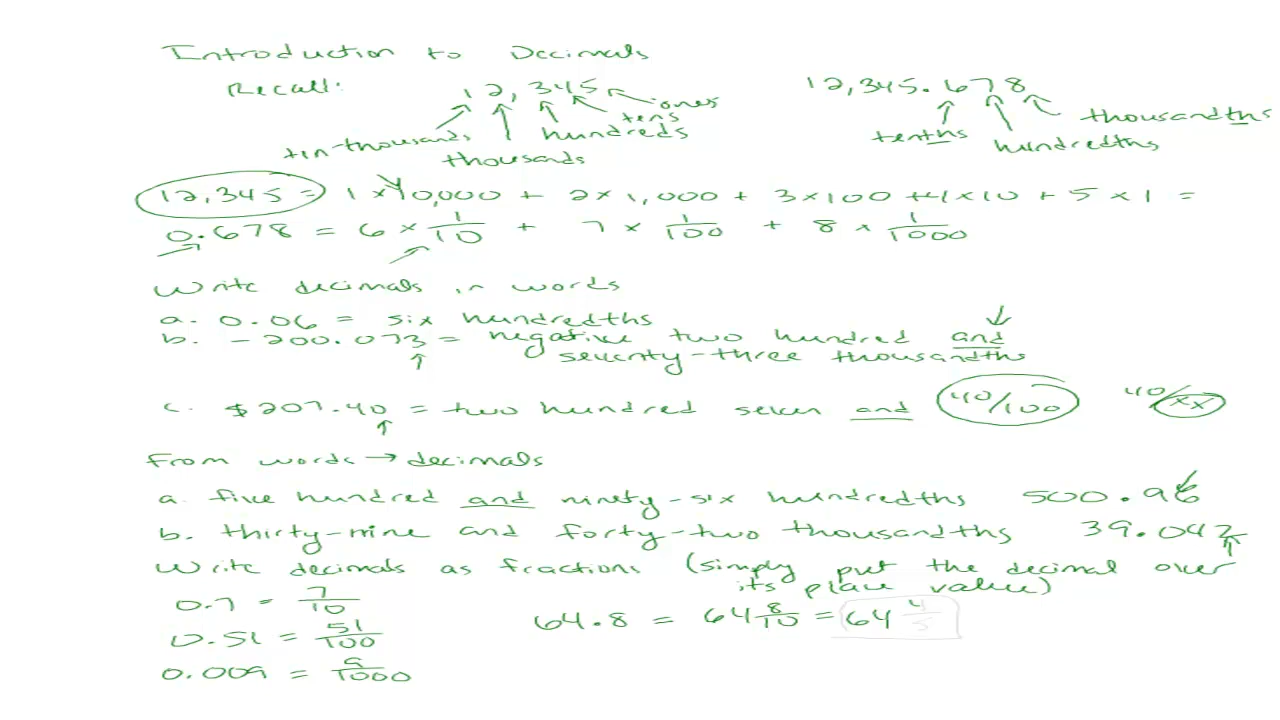 Introduction to Decimals
Recall: 12,345 12,345.678
ones
tens
hundreds
thousands
ten-thousands
tenths hundredths thousandths
12,345 = 1 × 10,000 + 2 × 1,000 + 3 × 100 + 4 × 10 + 5 × 1 =
0.678 = 6 × 1/10 + 7 × 1/100 + 8 × 1/1000
Write decimals in words
a. 0.06 = six hundredths
b. -200.073 = negative two hundred and
seventy-three thousandths
c. $207.40 = two hundred seven and 40/100 40/xx
From words → decimals
a. five hundred and ninety-six hundredths 500.96
b. thirty-nine and forty-two thousandths 39.042
Write decimals as fractions (simply put the decimal over
its place value)
0.7 = 7/10
64.8 = 64 8/10 = 64 4/5
0.51 = 51/100
0.009 = 9/1000